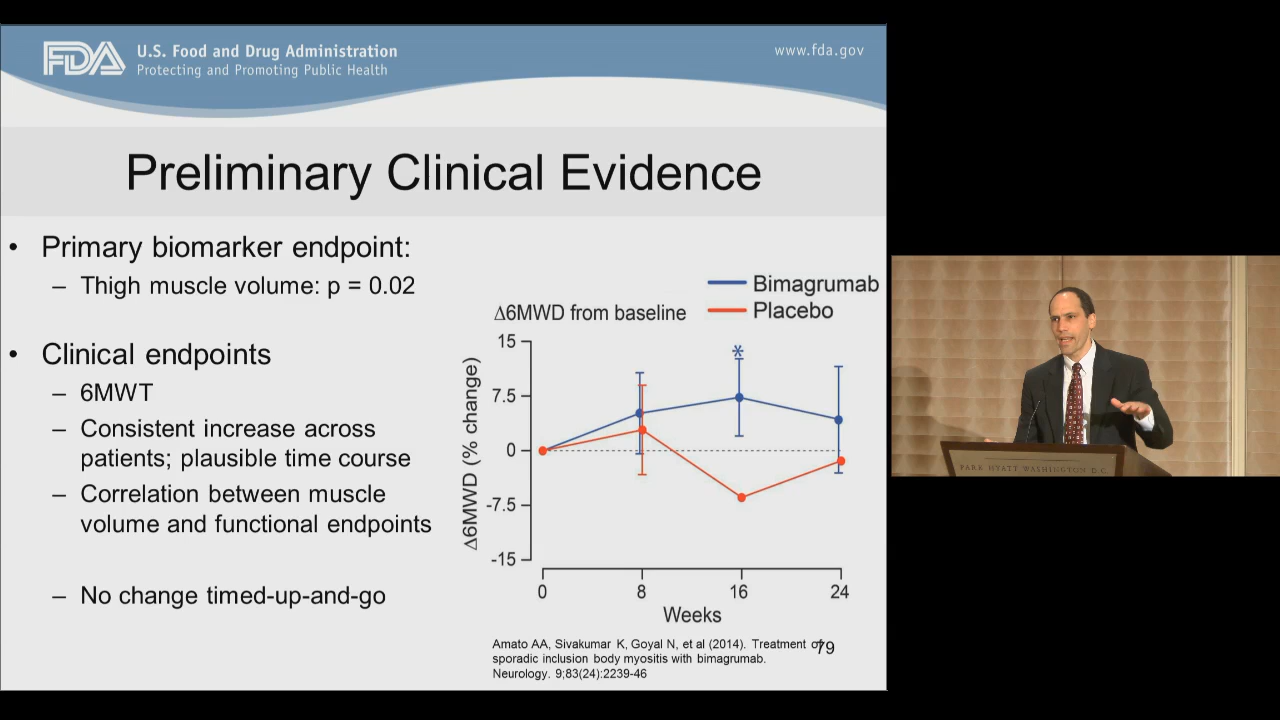 FDA
U.S. Food and Drug Administration
Protecting and Promoting Public Health
www.fda.gov
Preliminary Clinical Evidence
• Primary biomarker endpoint:
– Thigh muscle volume: p = 0.02
• Clinical endpoints
– 6MWT
– Consistent increase across
patients; plausible time course
– Correlation between muscle
volume and functional endpoints
– No change timed-up-and-go
Bimagrumab
Placebo
Δ6MWD from baseline
Δ6MWD (% change)
15
7.5
0
-7.5
-15
*
0 8 16 24
Weeks
Amato AA, Sivakumar K, Goyal N, et al (2014). Treatment of
sporadic inclusion body myositis with bimagrumab.
Neurology. 9;83(24):2239-46
79
PARK HYATT WASHINGTON D.C.